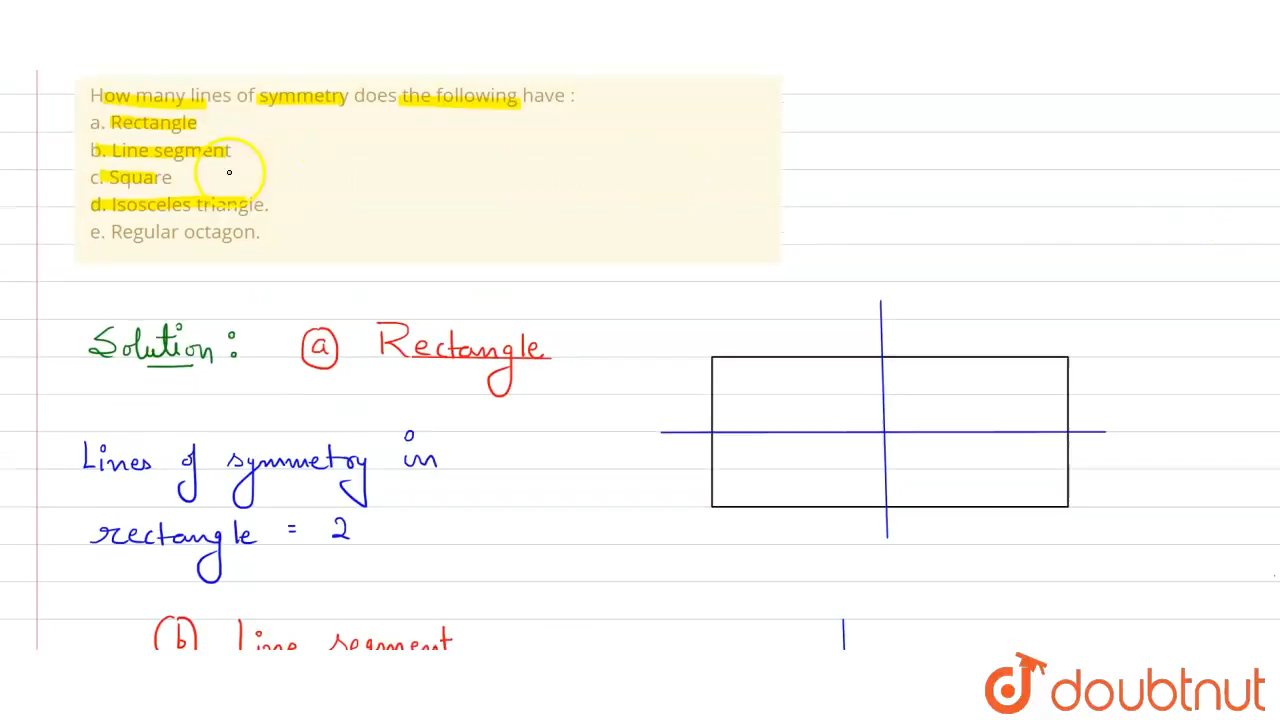 How many lines of symmetry does the following have :
a. Rectangle
b. Line segment
c. Square
d. Isosceles triangle.
e. Regular octagon.
Solution : (a) Rectangle
Lines of symmetry in
rectangle = 2
(b) Line segment
doubtnut